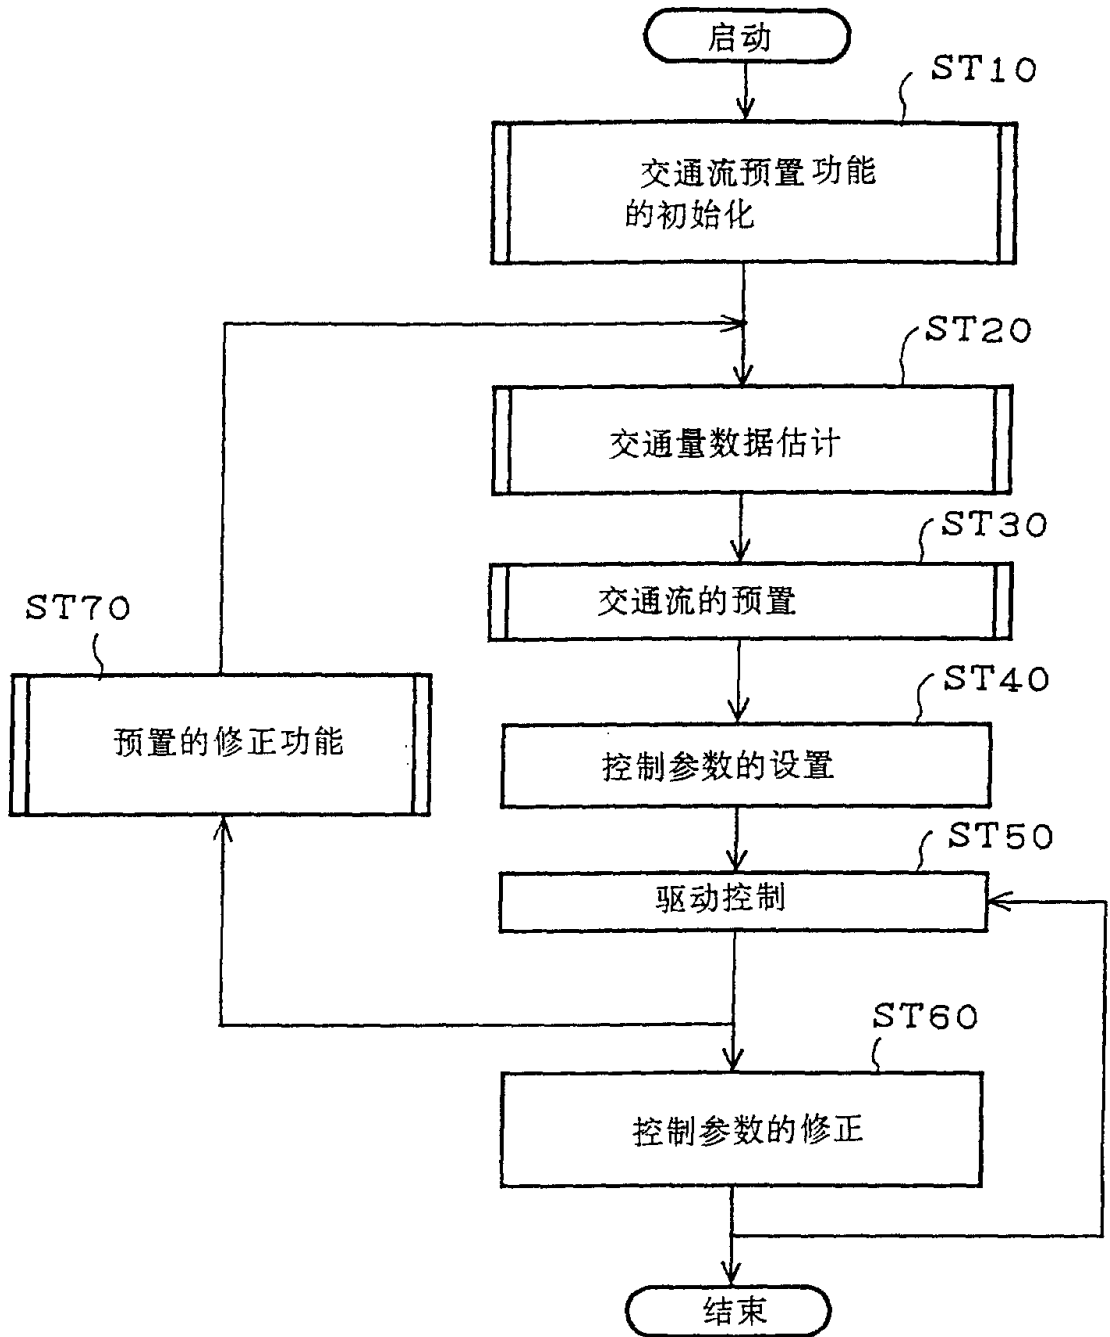 启动
ST10
交通流预置功能
的初始化
ST20
交通量数据估计
ST30
交通流的预置
ST70
预置的修正功能
ST40
控制参数的设置
ST50
驱动控制
ST60
控制参数的修正
结束